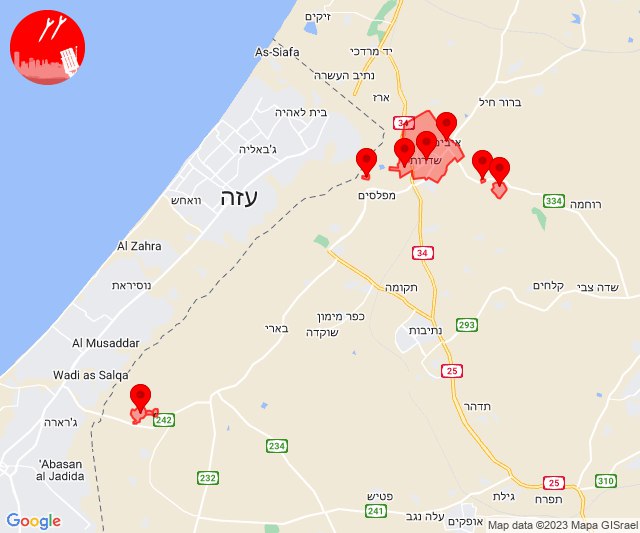 זיקים
As-Siafa
יד מרדכי
נתיב העשרה
ארז
בית לאהיה
34
ברור חיל
איבים
ג'באליה
שדרות
מפלסים
עזה
וואחש
רוחמה
334
Al Zahra
34
נוסיראת
תקומה
קלחים
שדה צבי
כפר מימון
שוקדה
בארי
293
נתיבות
Al Musaddar
Wadi as Salqa
25
תדהר
ג'רארה
242
234
'Abasan
al Jadida
232
310
25
פטיש
גילת
תפרח
241
עלה נגב
אופקים
Google
Map data ©2023 Mapa GISrael